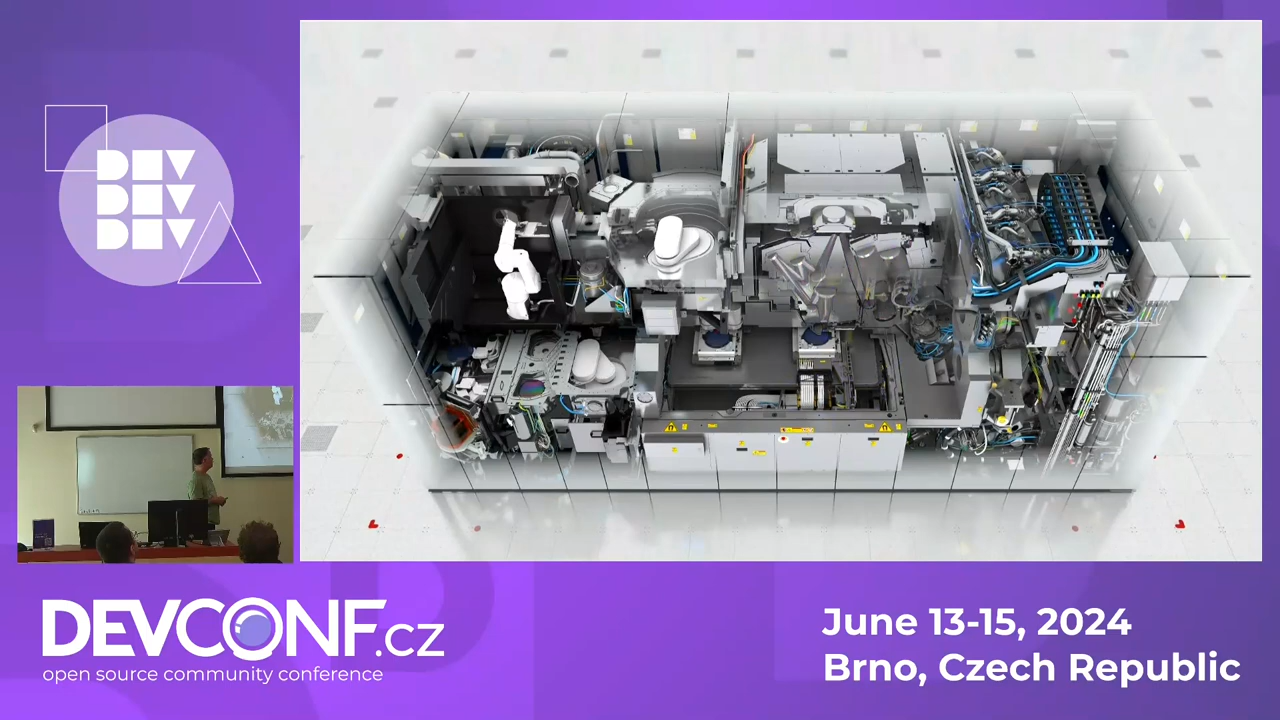 DEV
DEV
DEV
DEVCONF.cz
open source community conference
June 13-15, 2024
Brno, Czech Republic